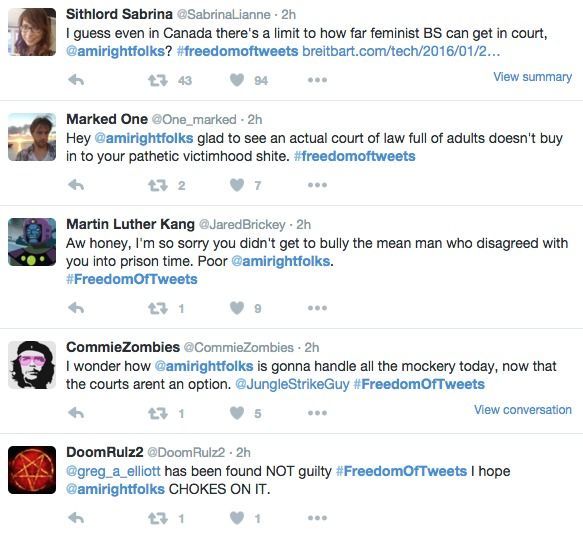 Sithlord Sabrina @SabrinaLianne · 2h
I guess even in Canada there's a limit to how far feminist BS can get in court,
@amirightfolks? #freedomoftweets breitbart.com/tech/2016/01/2…
43 94 View summary
Marked One @One_marked · 2h
Hey @amirightfolks glad to see an actual court of law full of adults doesn't buy
in to your pathetic victimhood shite. #freedomoftweets
2 7
Martin Luther Kang @JaredBrickey · 2h
Aw honey, I'm so sorry you didn't get to bully the mean man who disagreed with
you into prison time. Poor @amirightfolks.
#FreedomOfTweets
1 9
CommieZombies @CommieZombies · 2h
I wonder how @amirightfolks is gonna handle all the mockery today, now that
the courts arent an option. @JungleStrikeGuy #FreedomOfTweets
1 5 View conversation
DoomRulz2 @DoomRulz2 · 2h
@greg_a_elliott has been found NOT guilty #FreedomOfTweets I hope
@amirightfolks CHOKES ON IT.
1 1